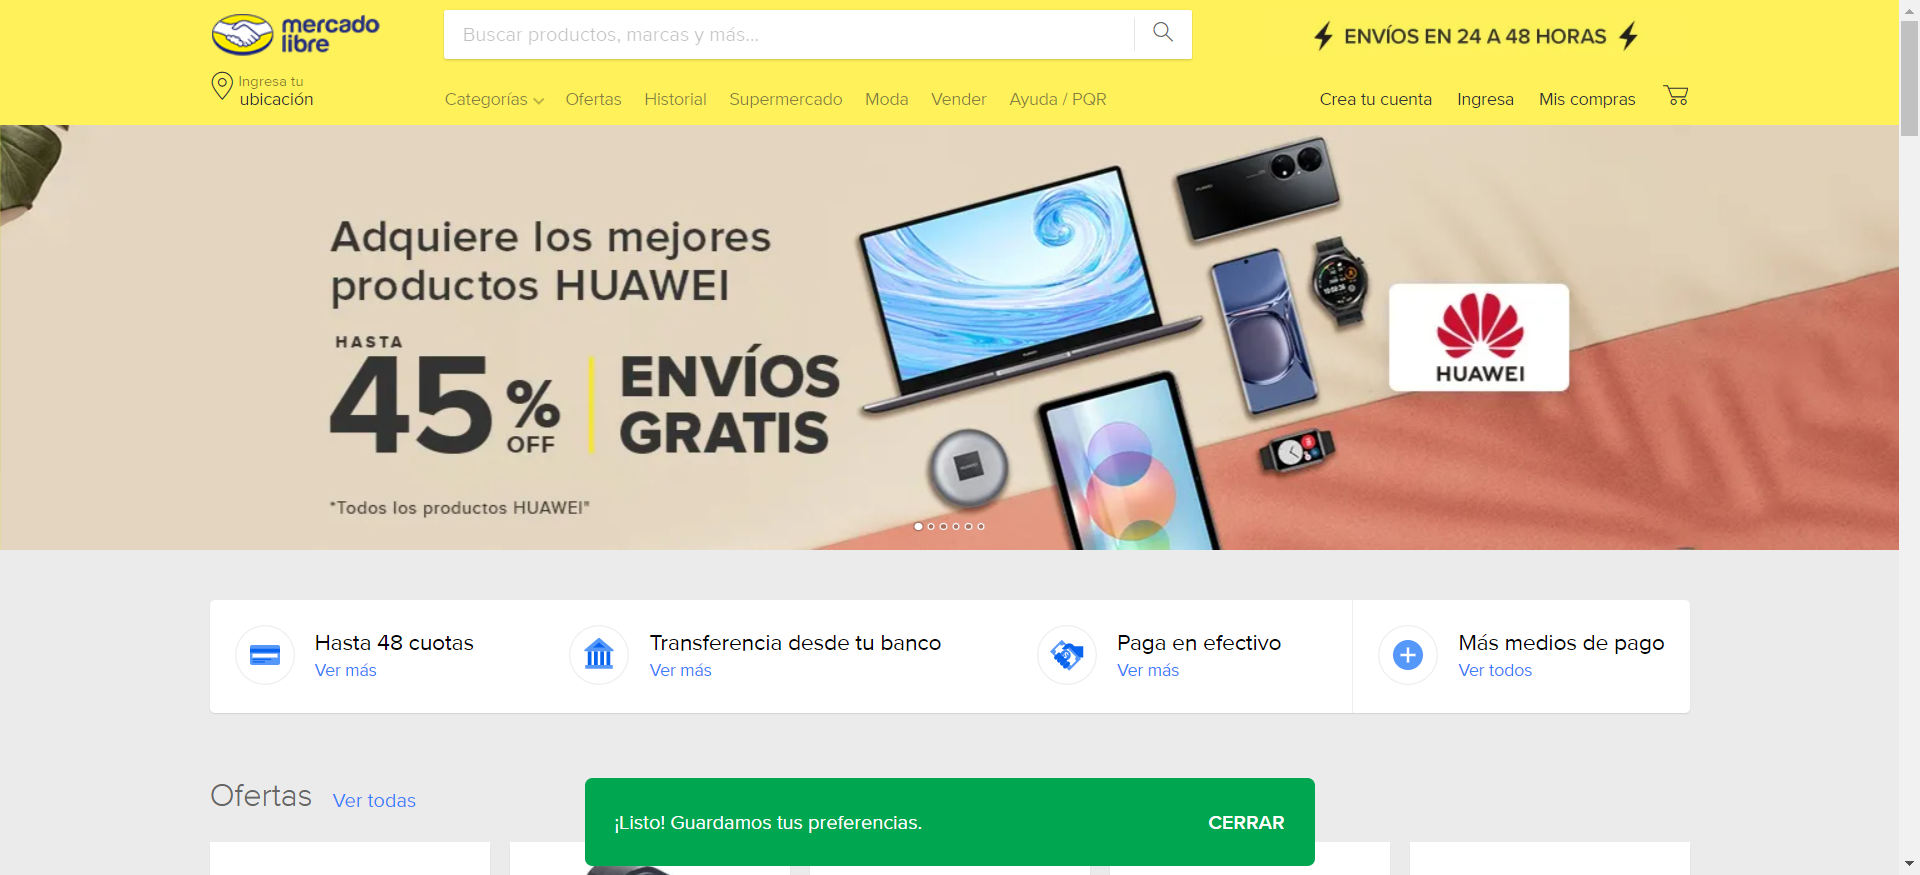 mercado
libre
Buscar productos, marcas y más...
ENVÍOS EN 24 A 48 HORAS
Ingresa tu
ubicación
Categorías
Ofertas
Historial
Supermercado
Moda
Vender
Ayuda / PQR
Crea tu cuenta
Ingresa
Mis compras
Adquiere los mejores
productos HUAWEI
HASTA
45% OFF
ENVÍOS
GRATIS
*Todos los productos HUAWEI"
HUAWEI
Hasta 48 cuotas
Ver más
Transferencia desde tu banco
Ver más
Paga en efectivo
Ver más
Más medios de pago
Ver todos
Ofertas
Ver todas
¡Listo! Guardamos tus preferencias.
CERRAR